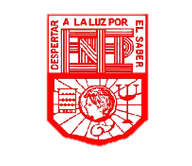 DESPERTAR A LA LUZ POR EL SABER
ENP